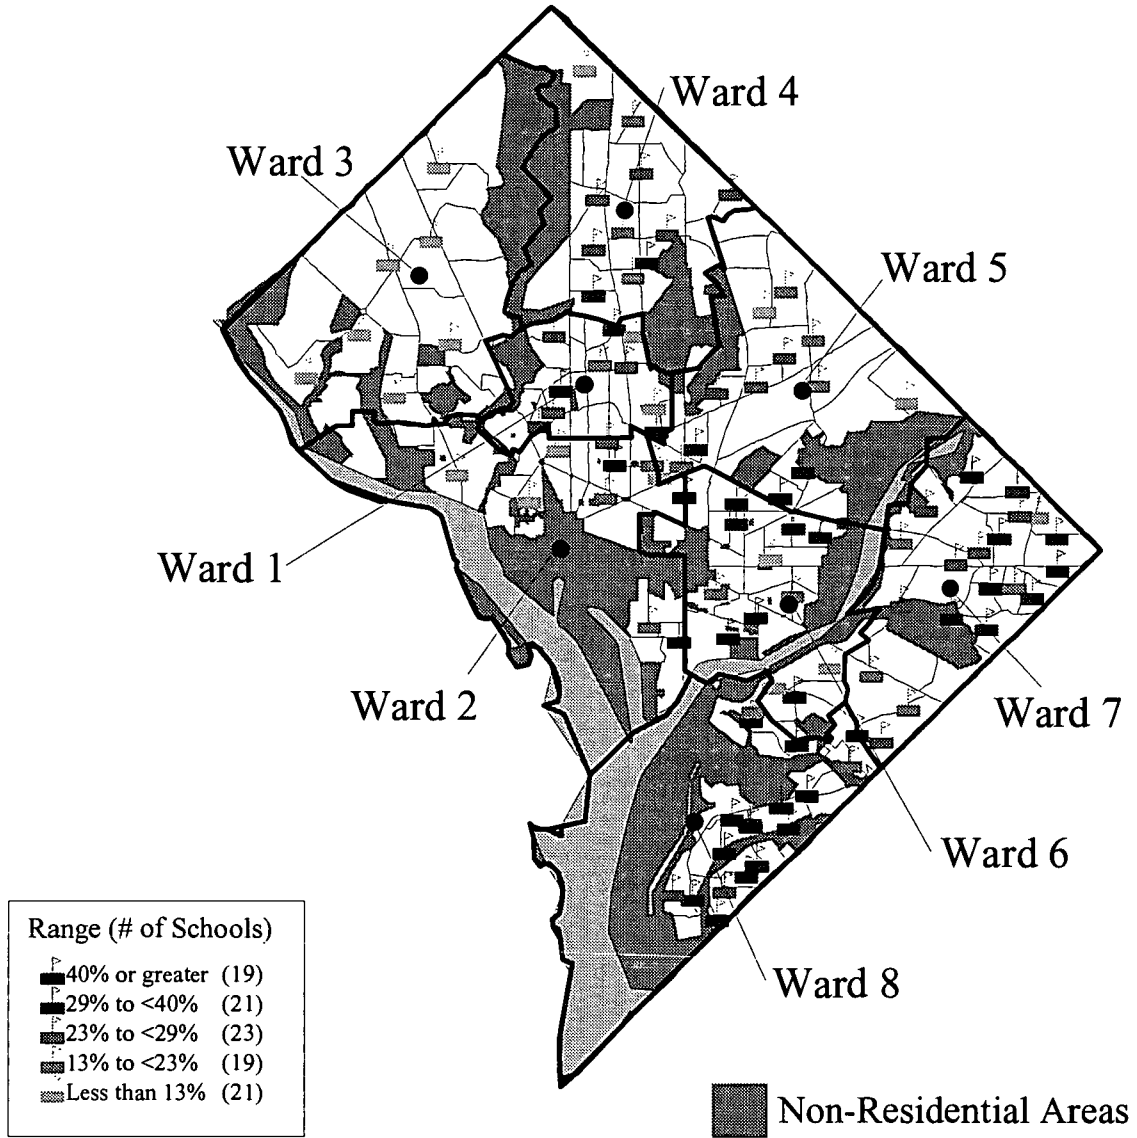 Ward 4
Ward 3
Ward 5
Ward 1
Ward 2
Ward 7
Ward 6
Ward 8
Range (# of Schools)
40% or greater (19)
29% to <40% (21)
23% to <29% (23)
13% to <23% (19)
Less than 13% (21)
Non-Residential Areas